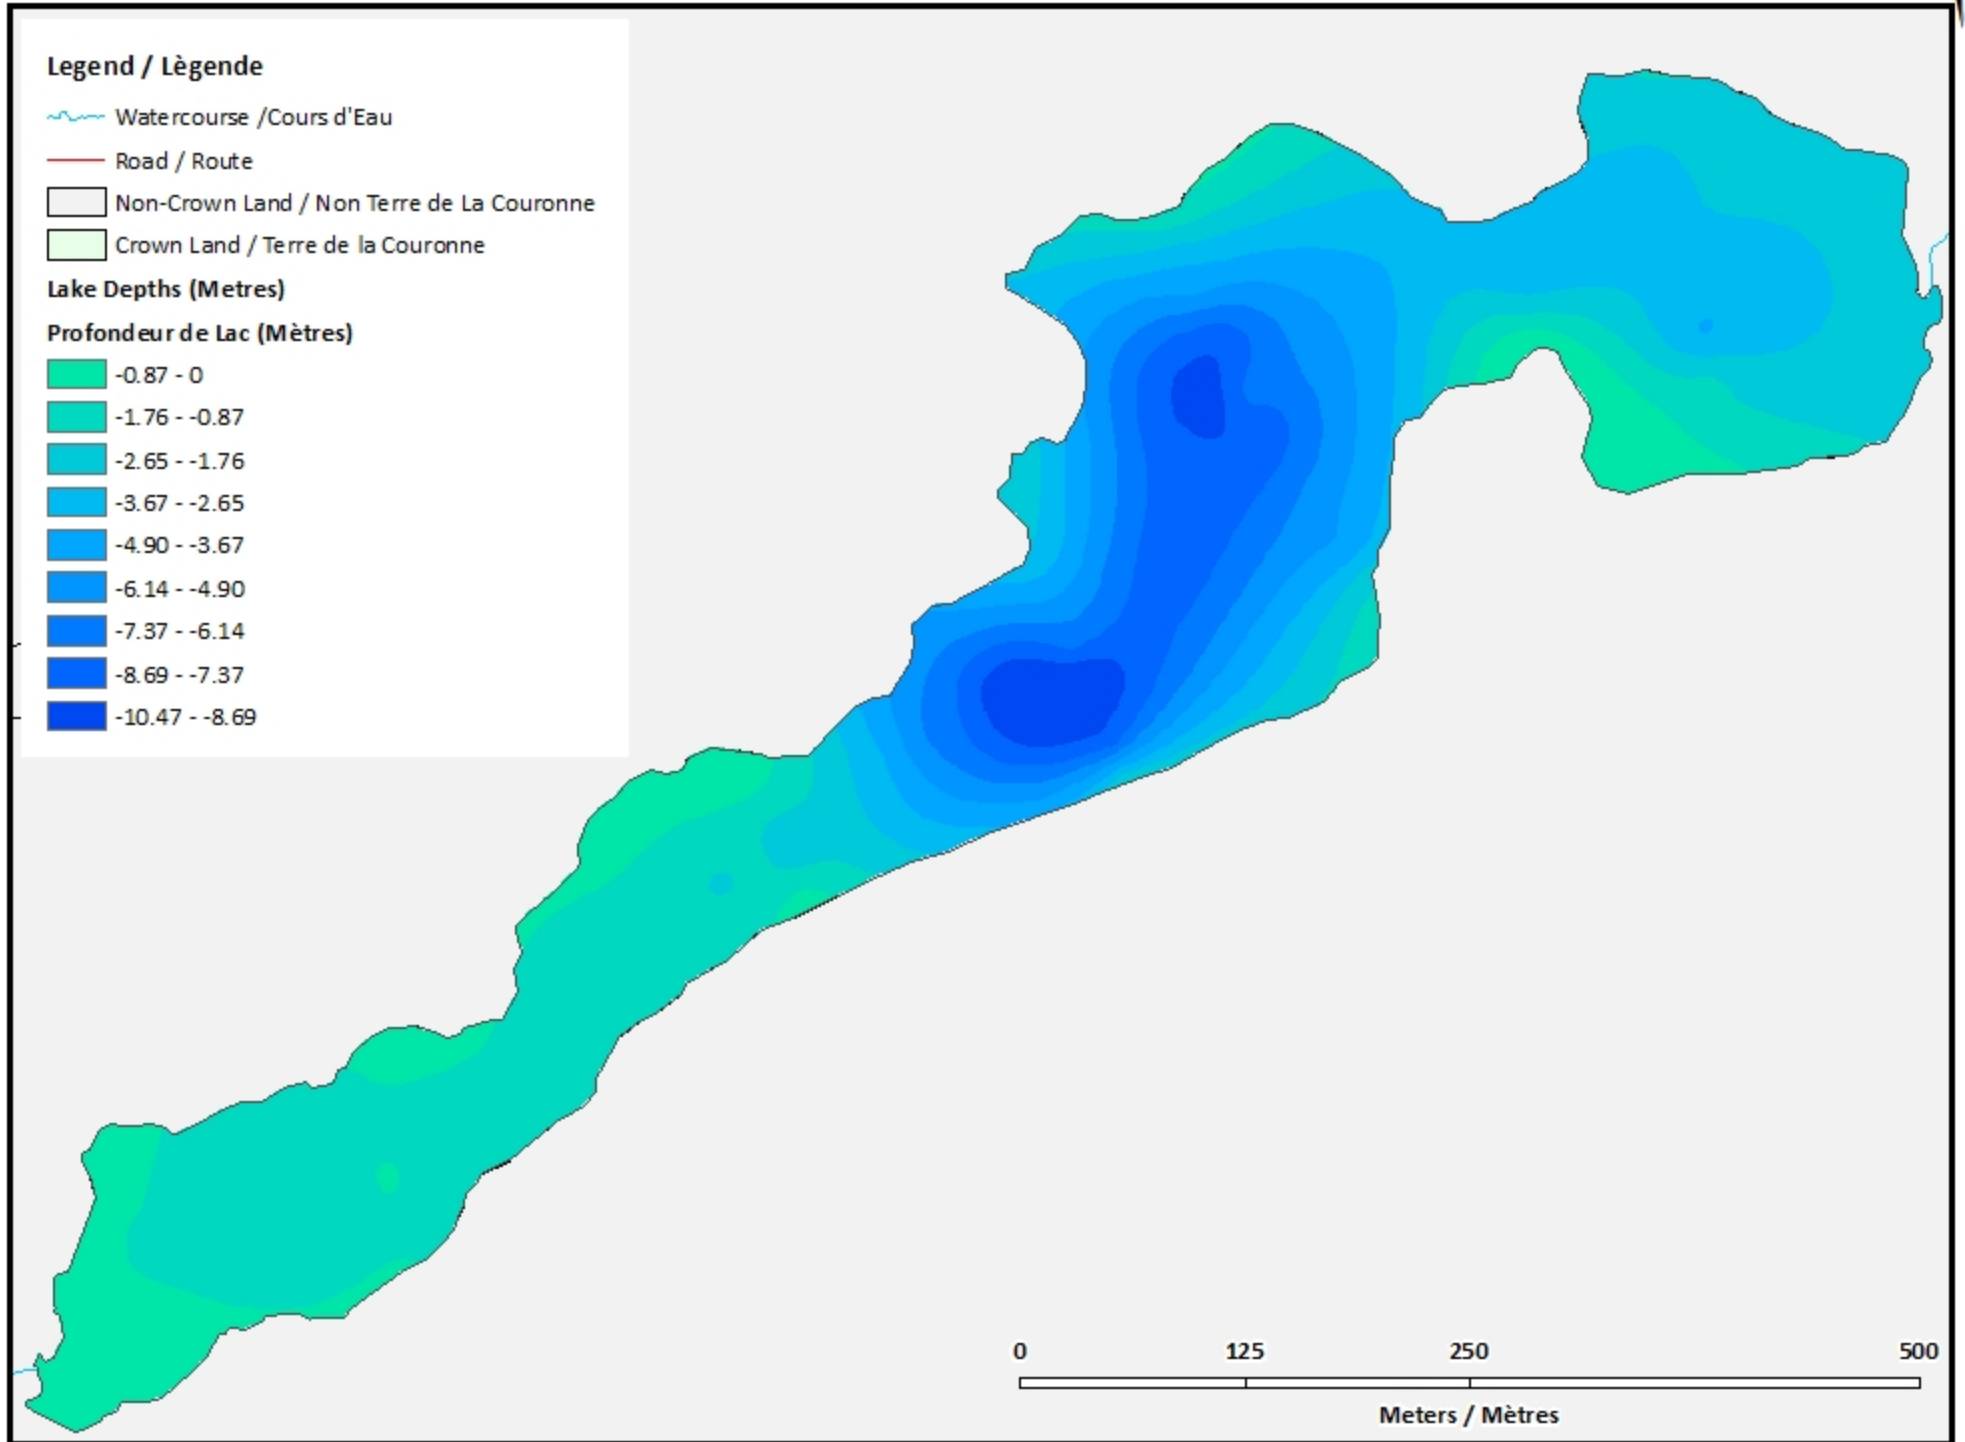 Legend / Lègende
Watercourse /Cours d'Eau
Road / Route
Non-Crown Land / Non Terre de La Couronne
Crown Land / Terre de la Couronne
Lake Depths (Metres)
Profondeur de Lac (Mètres)
-0.87 - 0
-1.76 - -0.87
-2.65 - -1.76
-3.67 - -2.65
-4.90 - -3.67
-6.14 - -4.90
-7.37 - -6.14
-8.69 - -7.37
-10.47 - -8.69
0 125 250 500
Meters / Mètres